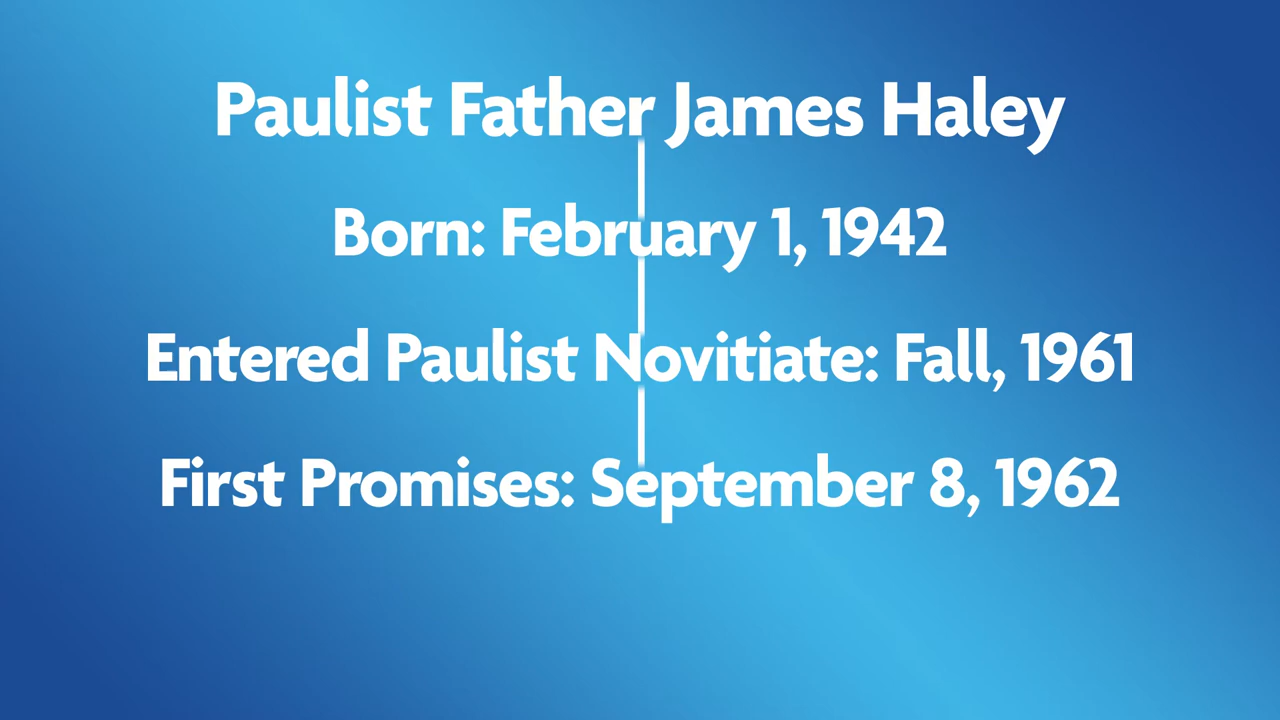 Paulist Father James Haley
Born: February 1, 1942
Entered Paulist Novitiate: Fall, 1961
First Promises: September 8, 1962